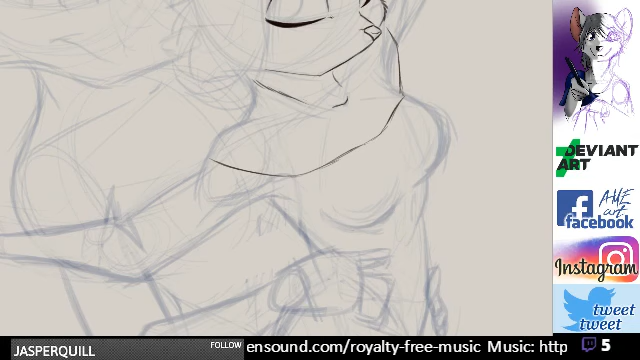 DEVIANT
ART
AHE
art
facebook
Instagram
tweet
tweet
JASPERQUILL
FOLLOW
ensound.com/royalty-free-music Music: http
5